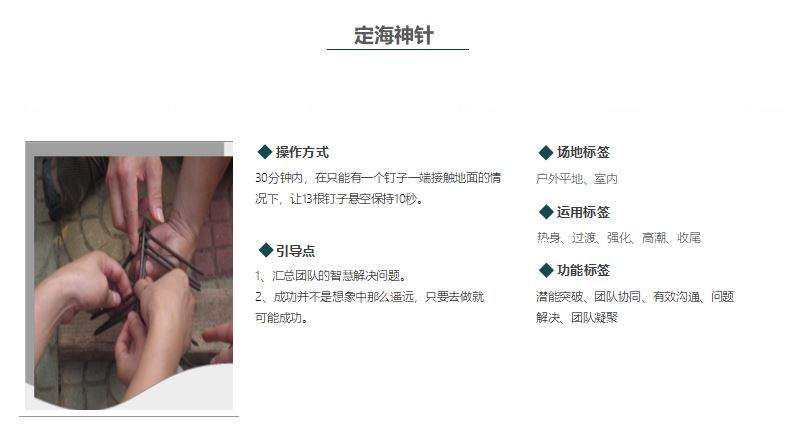 定海神针
操作方式
30分钟内，在只能有一个钉子一端接触地面的情
况下，让13根钉子悬空保持10秒。
引导点
1、汇总团队的智慧解决问题。
2、成功并不是想象中那么遥远，只要去做就
可能成功。
场地标签
户外平地、室内
运用标签
热身、过渡、强化、高潮、收尾
功能标签
潜能突破、团队协同、有效沟通、问题
解决、团队凝聚